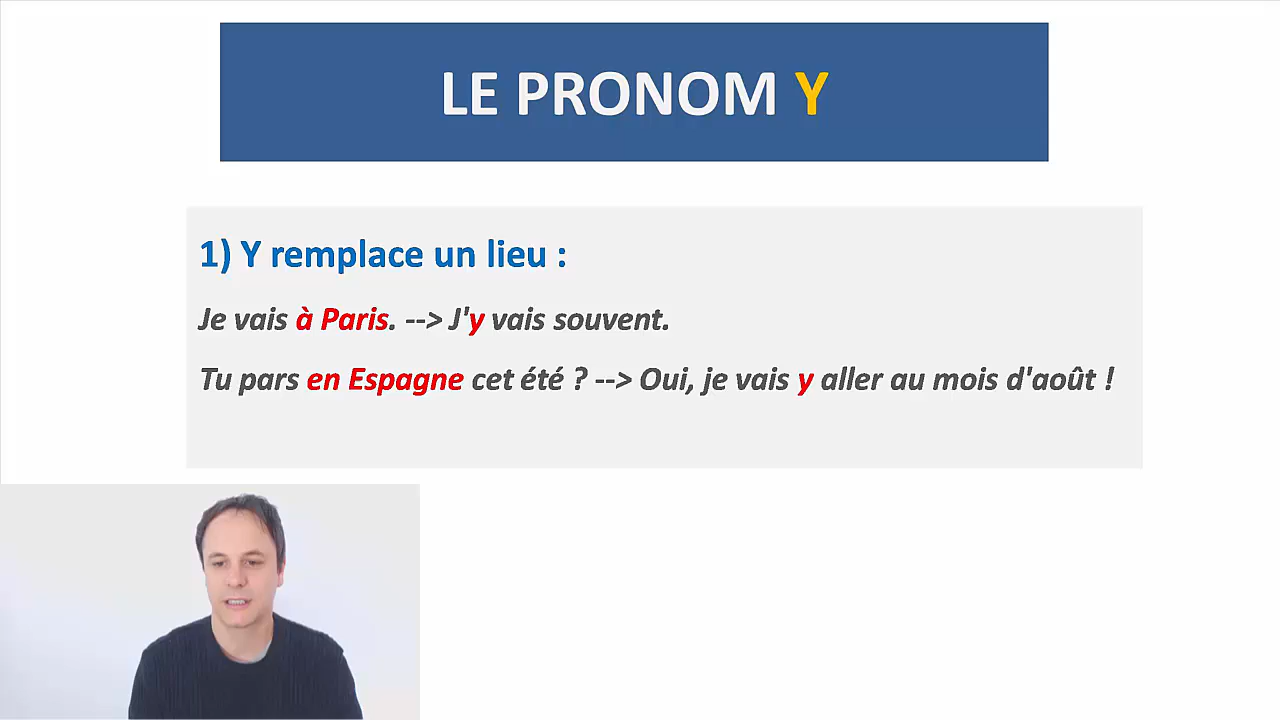 LE PRONOM Y
1) Y remplace un lieu :
Je vais à Paris. --> J'y vais souvent.
Tu pars en Espagne cet été ? --> Oui, je vais y aller au mois d'août !